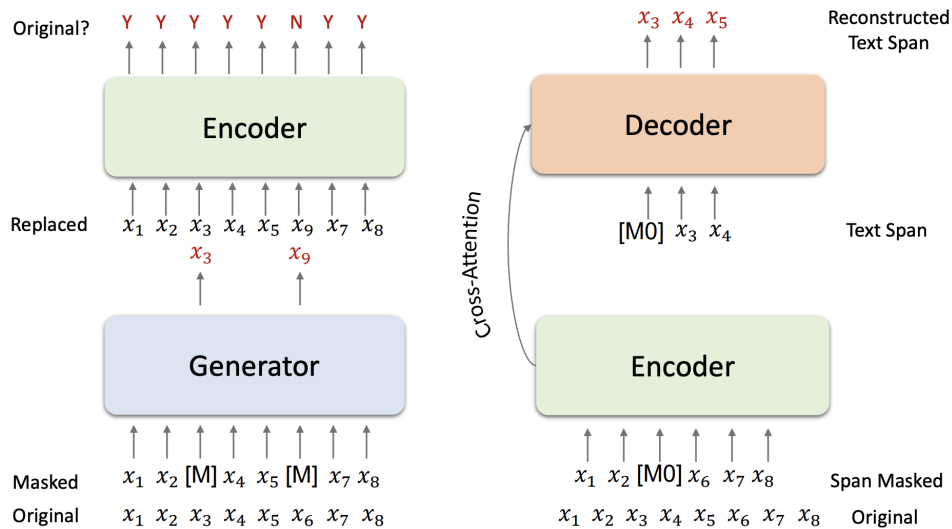 Original? Y Y Y Y Y N Y Y
Encoder
Replaced x₁ x₂ x₃ x₄ x₅ x₉ x₇ x₈
x₃ x₉
Generator
Masked x₁ x₂ [M] x₄ x₅ [M] x₇ x₈
Original x₁ x₂ x₃ x₄ x₅ x₆ x₇ x₈
x₃ x₄ x₅ Reconstructed
Text Span
Decoder
[M0] x₃ x₄ Text Span
Cross-Attention
Encoder
x₁ x₂ [M0] x₆ x₇ x₈ Span Masked
x₁ x₂ x₃ x₄ x₅ x₆ x₇ x₈ Original